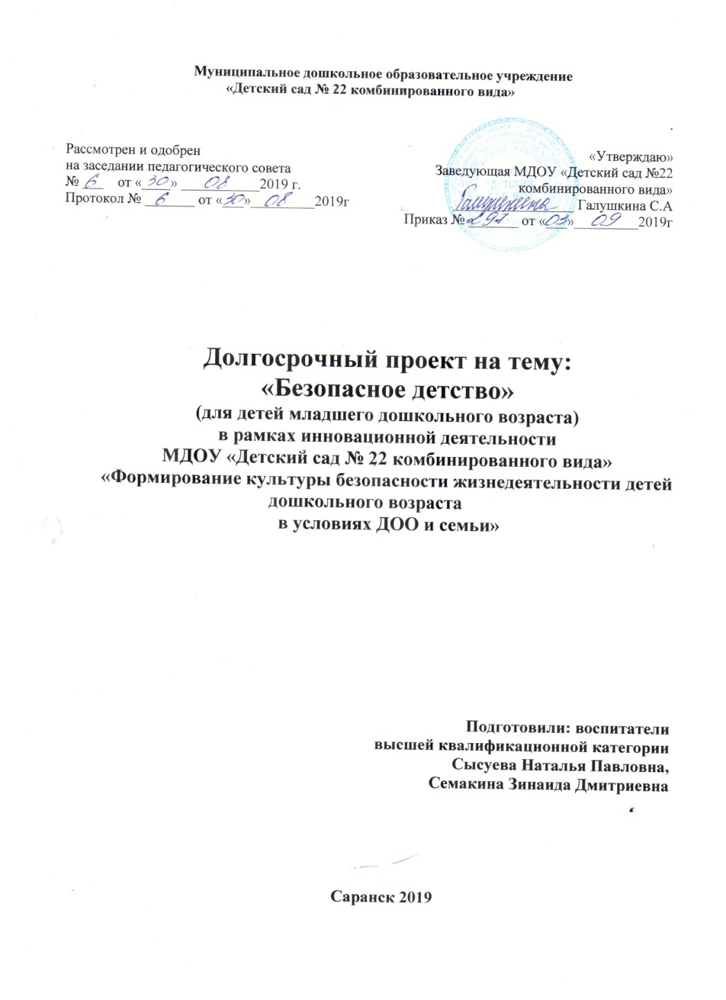 Муниципальное дошкольное образовательное учреждение
«Детский сад № 22 комбинированного вида»
Рассмотрен и одобрен
на заседании педагогического совета
№ 6 от «30» 08 2019 г.
Протокол № 6 от «30» 08 2019г
«Утверждаю»
Заведующая МДОУ «Детский сад №22
комбинированного вида»
Галушкина С.А
Приказ № 297 от «03» 09 2019г
Долгосрочный проект на тему:
«Безопасное детство»
(для детей младшего дошкольного возраста)
в рамках инновационной деятельности
МДОУ «Детский сад № 22 комбинированного вида»
«Формирование культуры безопасности жизнедеятельности детей
дошкольного возраста
в условиях ДОО и семьи»
Подготовили: воспитатели
высшей квалификационной категории
Сысуева Наталья Павловна,
Семакина Зинаида Дмитриевна
Саранск 2019